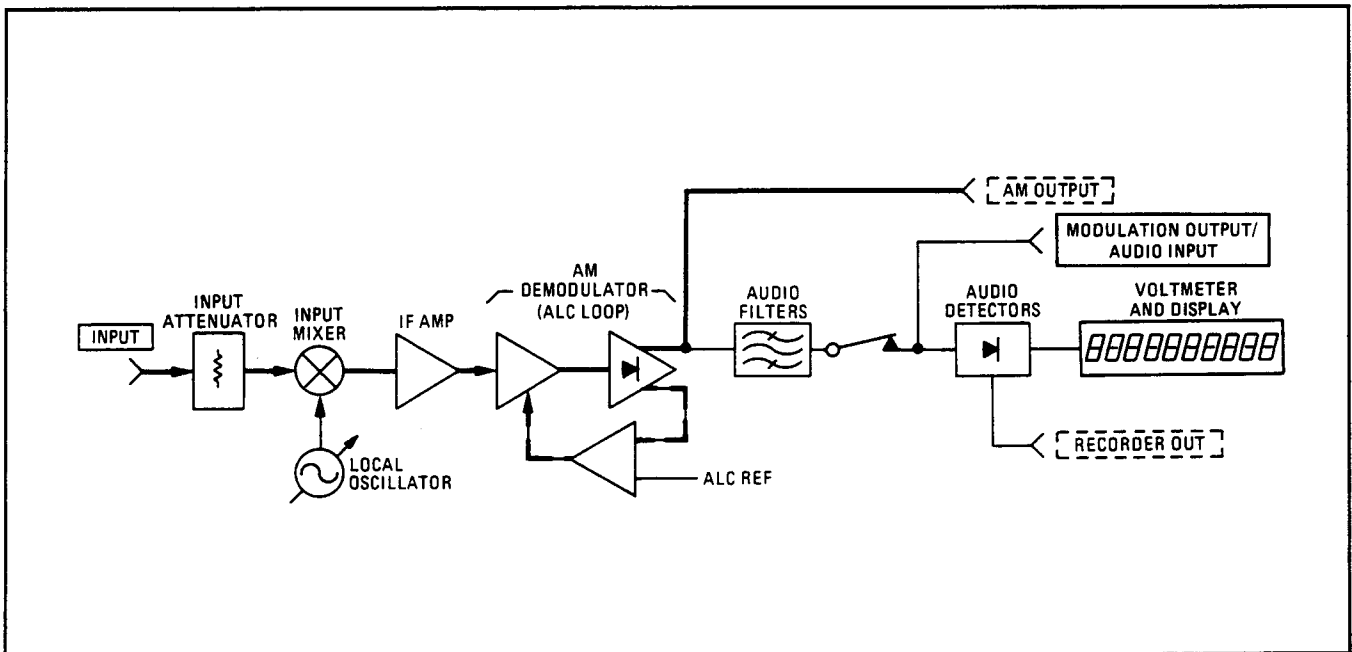 AM OUTPUT
MODULATION OUTPUT/
AUDIO INPUT
AM
DEMODULATOR
(ALC LOOP)
INPUT
ATTENUATOR
INPUT
MIXER
INPUT
IF AMP
AUDIO
FILTERS
AUDIO
DETECTORS
VOLTMETER
AND DISPLAY
8888888888
LOCAL
OSCILLATOR
ALC REF
RECORDER OUT